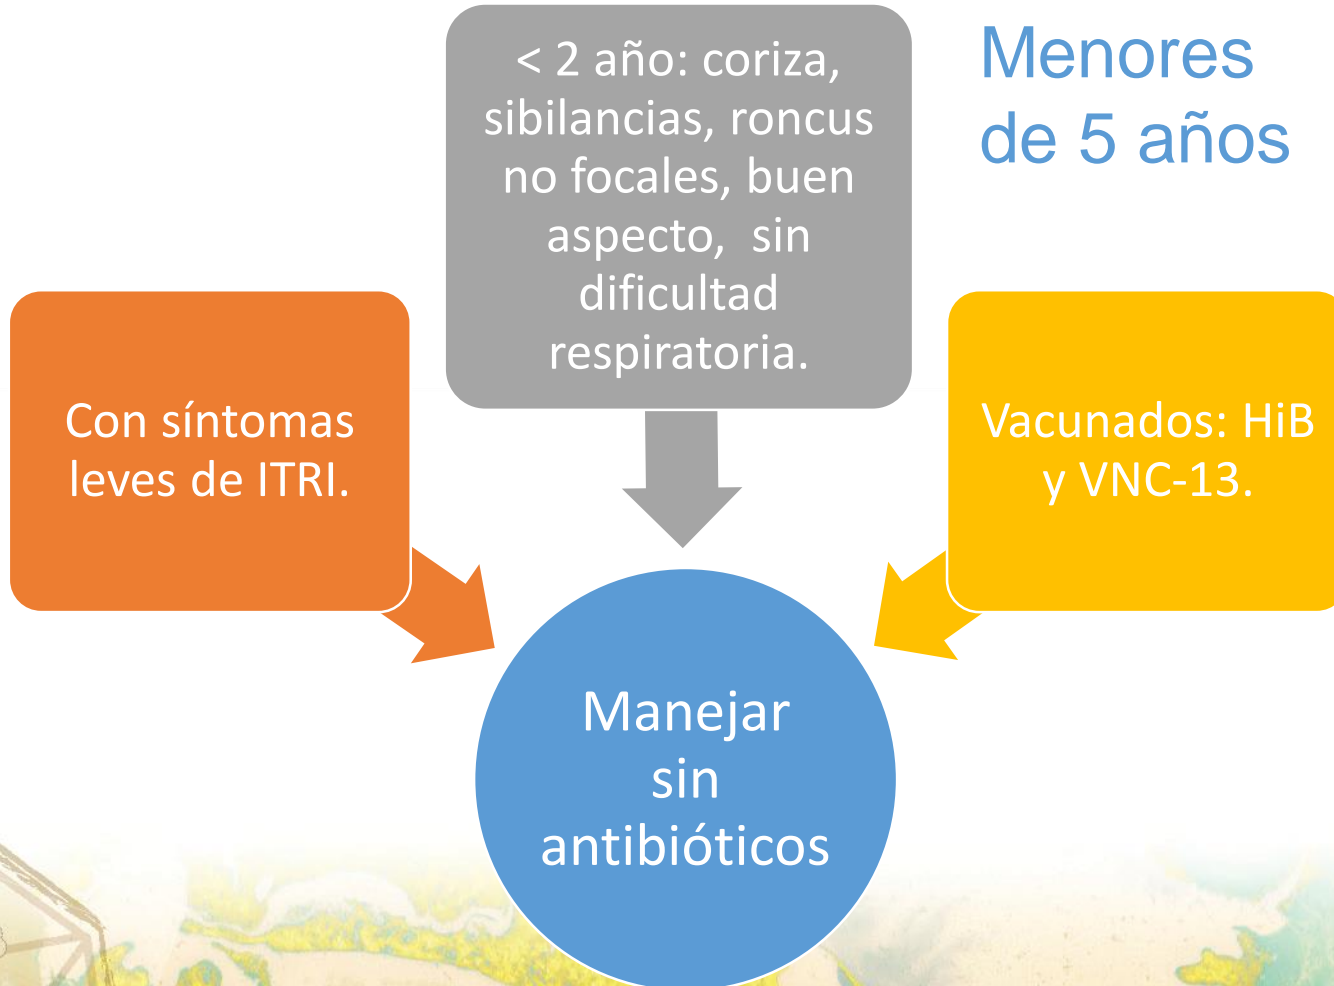 Menores
de 5 años
< 2 año: coriza,
sibilancias, roncus
no focales, buen
aspecto, sin
dificultad
respiratoria.
Con síntomas
leves de ITRI.
Vacunados: HiB
y VNC-13.
Manejar
sin
antibióticos